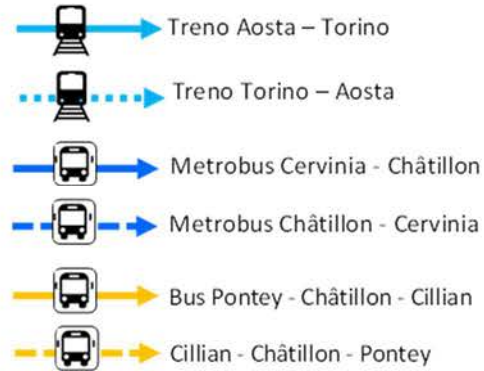 Treno Aosta – Torino
Treno Torino – Aosta
Metrobus Cervinia - Châtillon
Metrobus Châtillon - Cervinia
Bus Pontey - Châtillon - Cillian
Cillian - Châtillon - Pontey